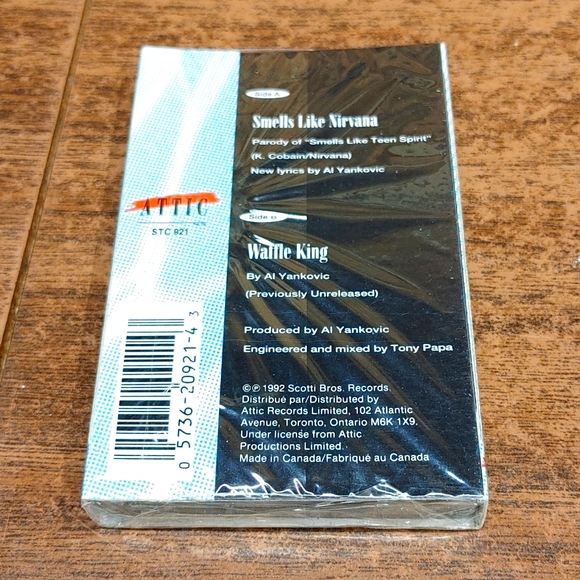 Side A
Smells Like Nirvana
Parody of "Smells Like Teen Spirit"
(K. Cobain/Nirvana)
New lyrics by Al Yankovic
ATTIC
STC 921
Side B
Waffle King
By Al Yankovic
(Previously Unreleased)
Produced by Al Yankovic
Engineered and mixed by Tony Papa
©℗ 1992 Scotti Bros. Records.
Distribué par/Distributed by
Attic Records Limited, 102 Atlantic
Avenue, Toronto, Ontario M6K 1X9.
Under license from Attic
Productions Limited.
Made in Canada/Fabriqué au Canada
0 5736-20921-4 3